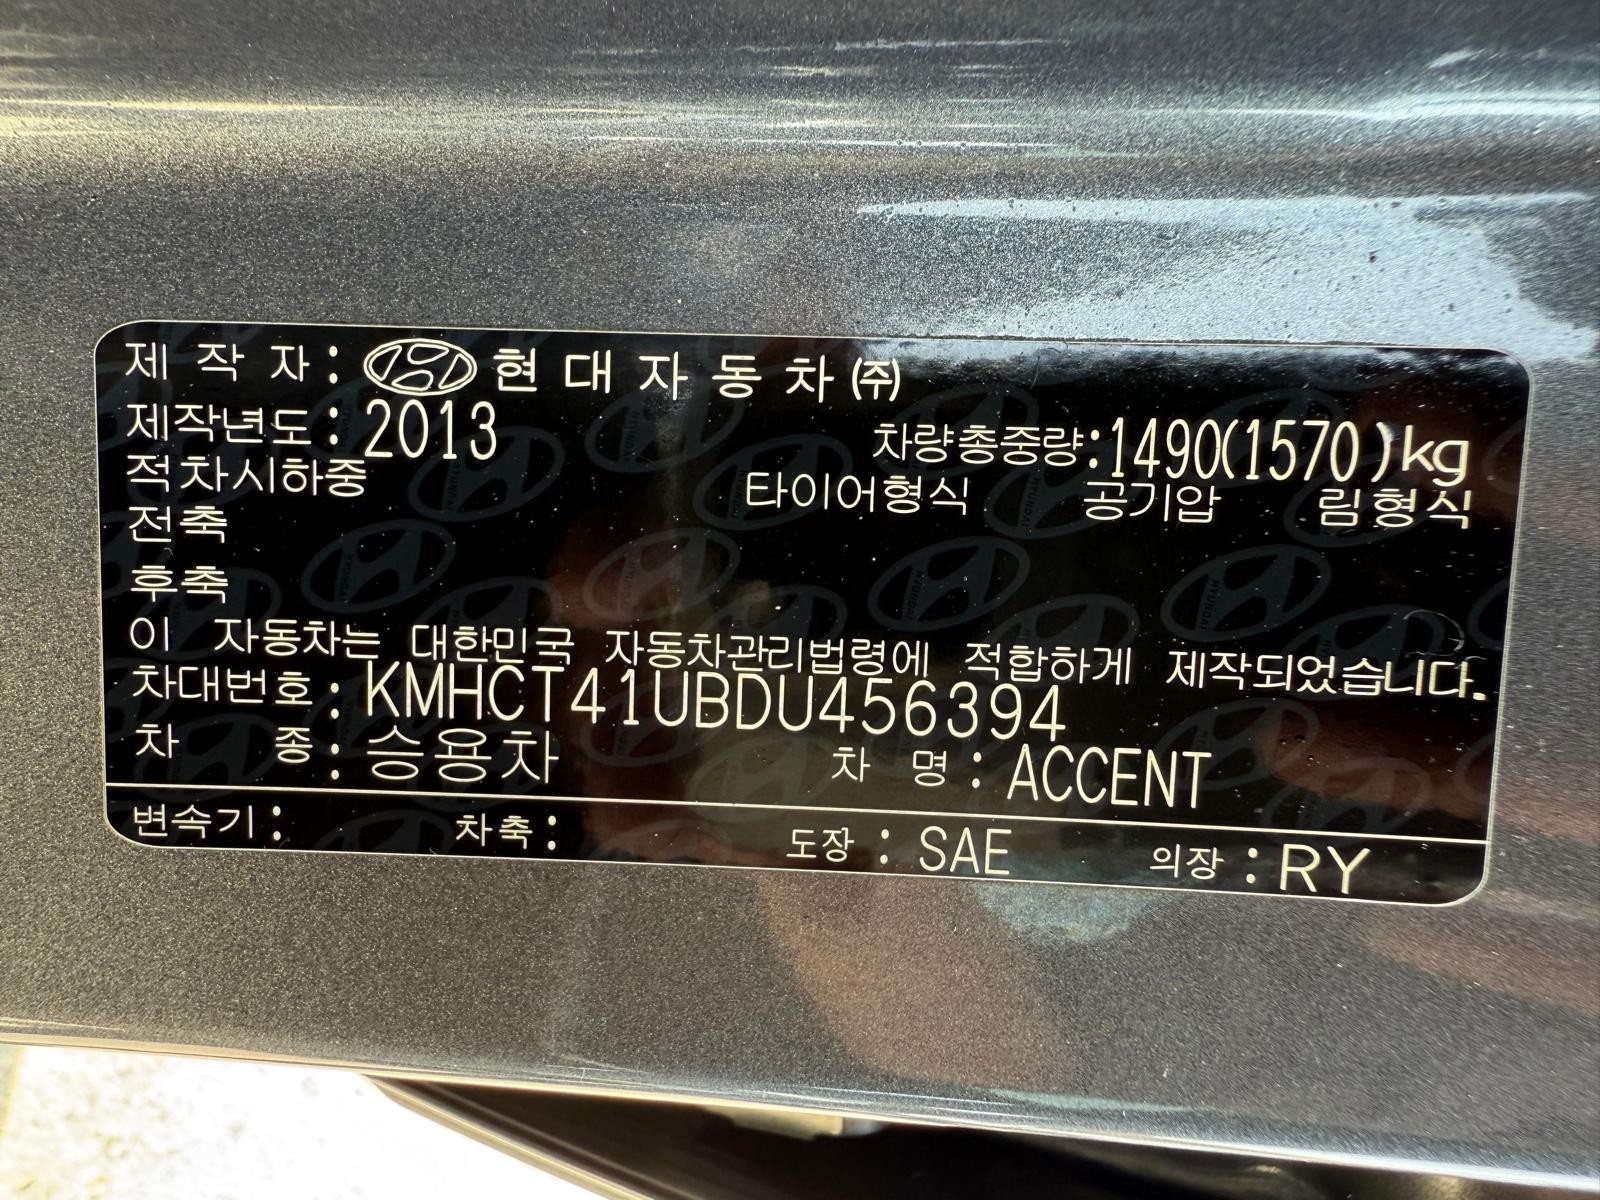 제 작 자 : 현 대 자 동 차 (주)
제작년도 : 2013 차량총중량:1490(1570)kg
적차시하중 타이어형식 공기압 림형식
전축
후축
이 자동차는 대한민국 자동차관리법령에 적합하게 제작되었습니다.
차대번호 : KMHCT41UBDU456394
차 종 : 승용차 차 명 : ACCENT
변속기 : 차축 : 도장 : SAE 의장 : RY